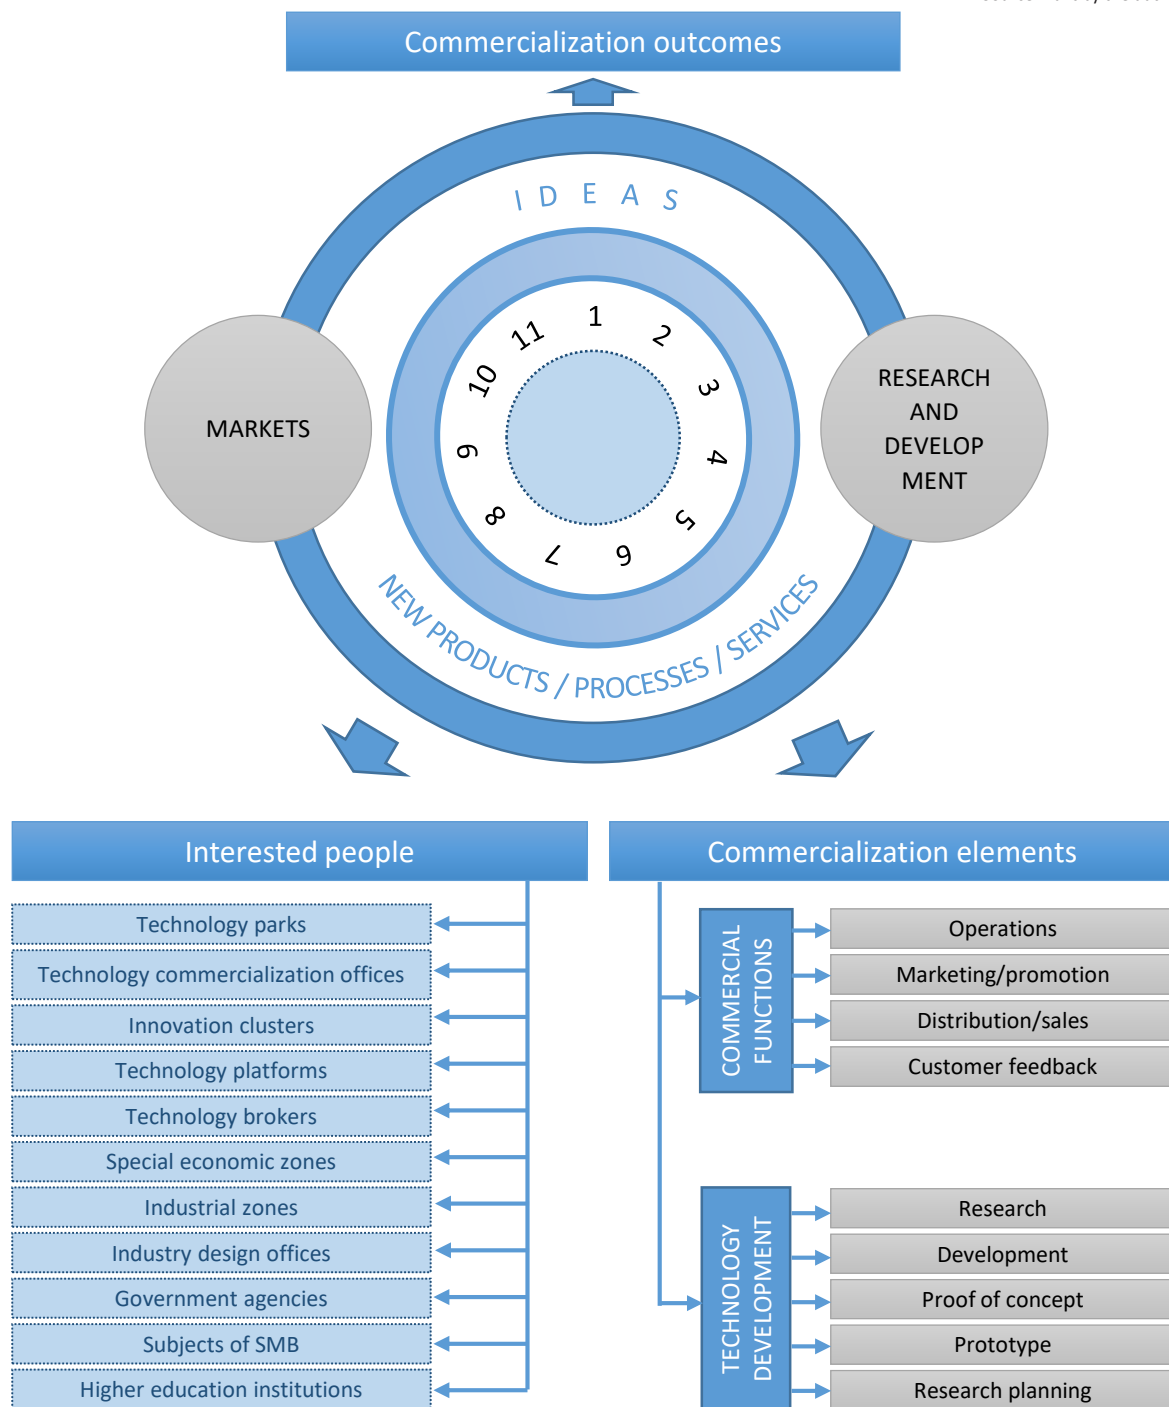 Commercialization outcomes
IDEAS
1
2
3
4
5
6
7
8
9
10
11
MARKETS
RESEARCH
AND
DEVELOP
MENT
NEW PRODUCTS / PROCESSES / SERVICES
Interested people
Technology parks
Technology commercialization offices
Innovation clusters
Technology platforms
Technology brokers
Special economic zones
Industrial zones
Industry design offices
Government agencies
Subjects of SMB
Higher education institutions
Commercialization elements
COMMERCIAL
FUNCTIONS
Operations
Marketing/promotion
Distribution/sales
Customer feedback
TECHNOLOGY
DEVELOPMENT
Research
Development
Proof of concept
Prototype
Research planning